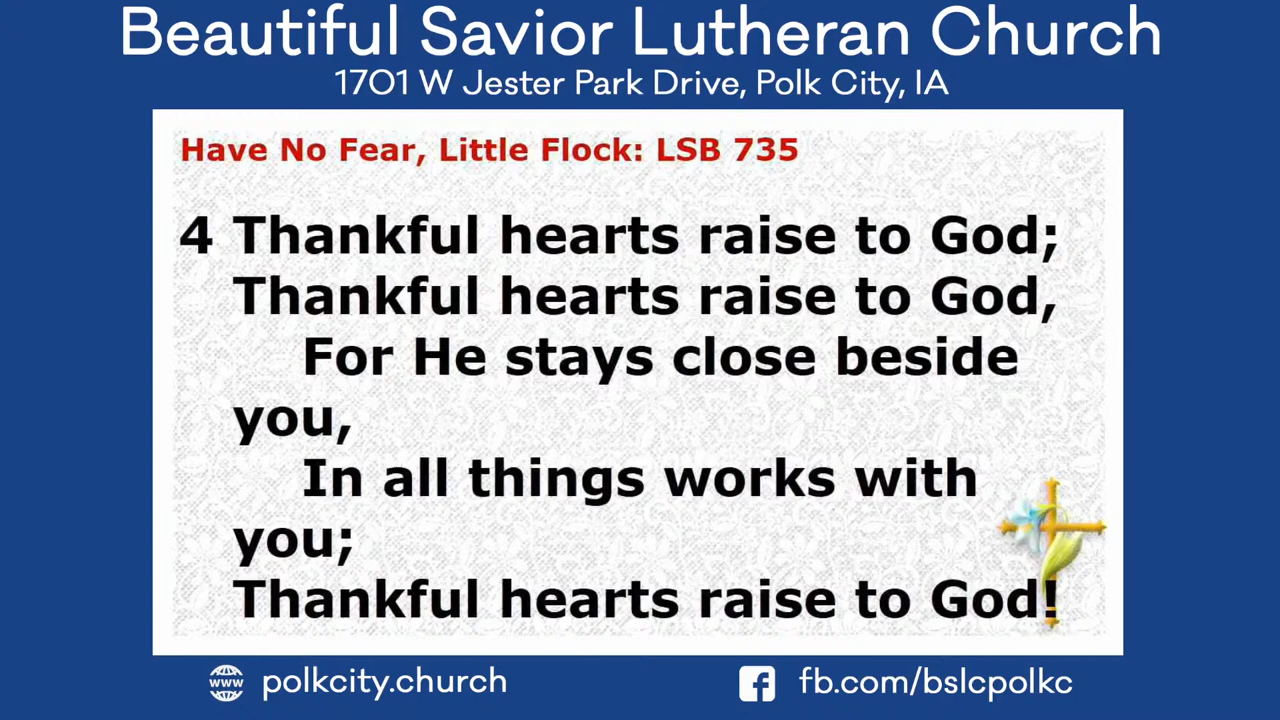 Beautiful Savior Lutheran Church
1701 W Jester Park Drive, Polk City, IA
Have No Fear, Little Flock: LSB 735
4 Thankful hearts raise to God;
Thankful hearts raise to God,
For He stays close beside
you,
In all things works with
you;
Thankful hearts raise to God!
www polkcity.church
f fb.com/bslcpolkc